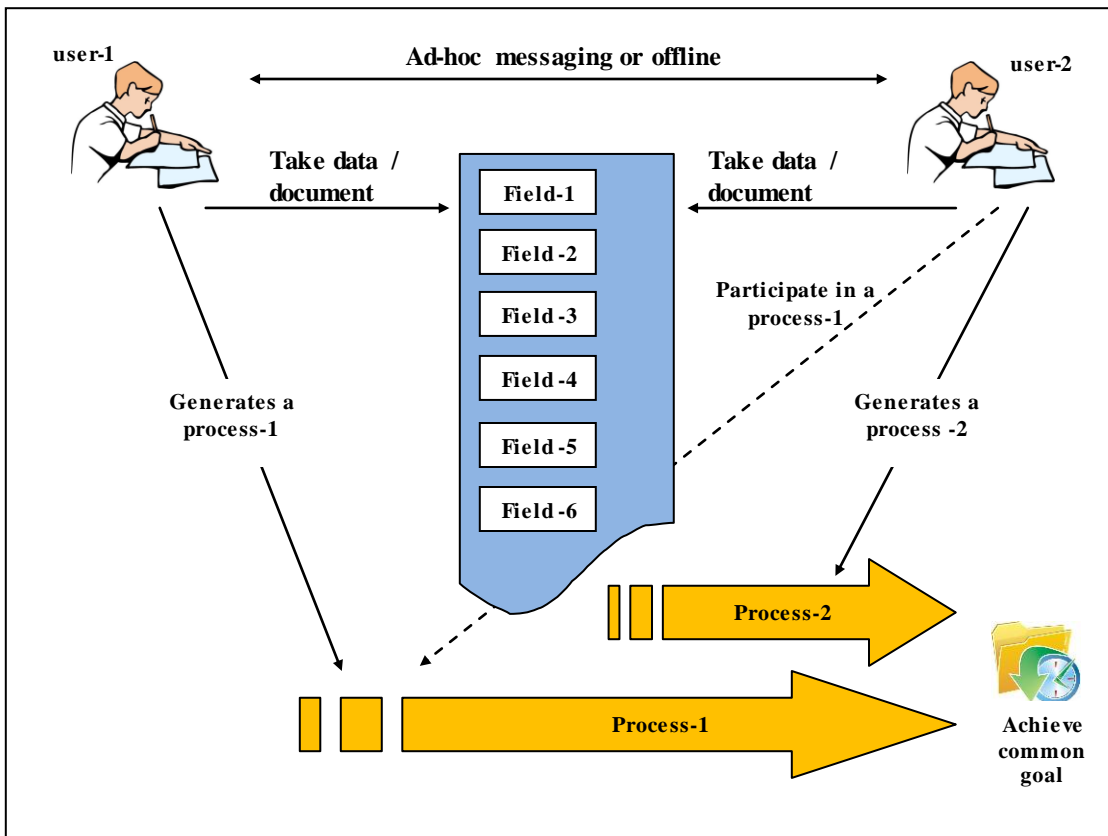 user-1
Ad-hoc messaging or offline
user-2
Take data /
document
Take data /
document
Field-1
Field-2
Field-3
Field-4
Field-5
Field-6
Participate in a
process-1
Generates a
process-1
Generates a
process -2
Process-2
Process-1
Achieve
common
goal